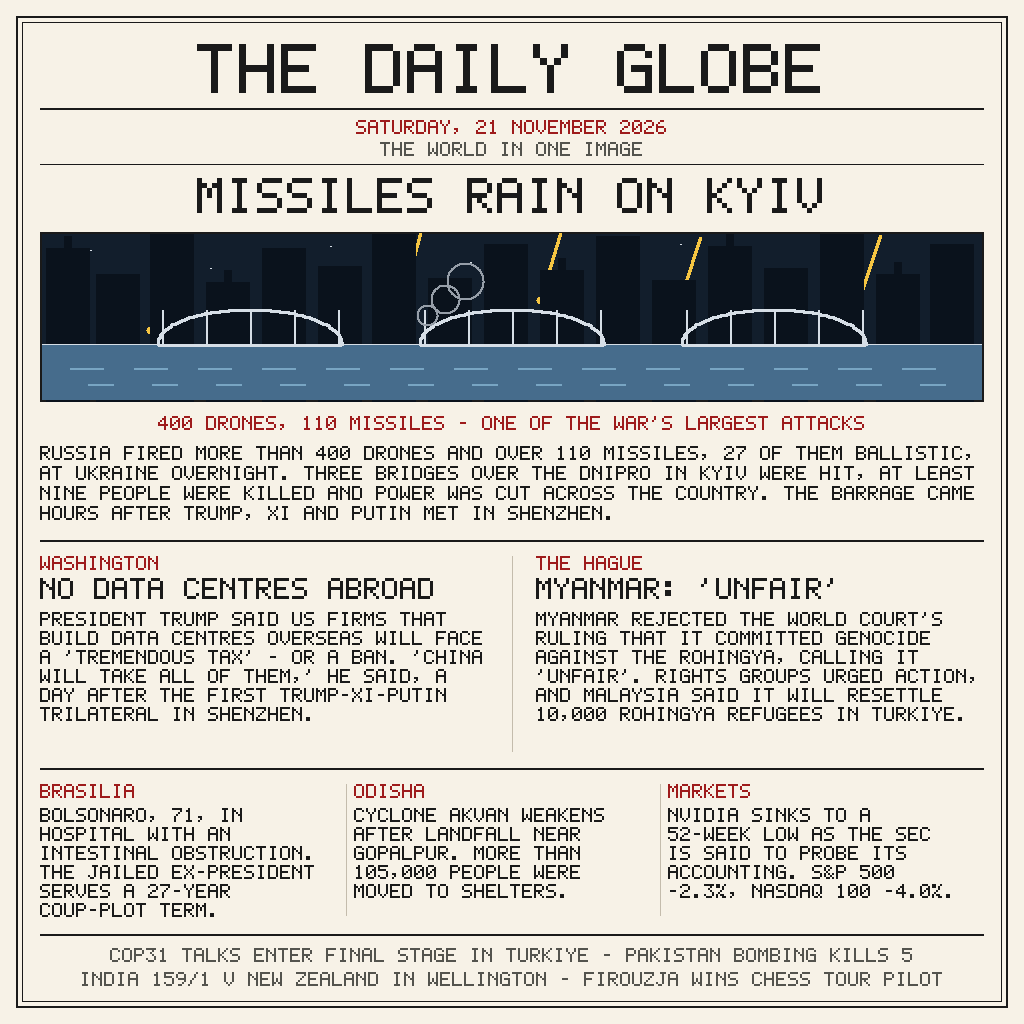 THE DAILY GLOBE
SATURDAY, 21 NOVEMBER 2026
THE WORLD IN ONE IMAGE
MISSILES RAIN ON KYIV
400 DRONES, 110 MISSILES - ONE OF THE WAR'S LARGEST ATTACKS
RUSSIA FIRED MORE THAN 400 DRONES AND OVER 110 MISSILES, 27 OF THEM BALLISTIC,
AT UKRAINE OVERNIGHT. THREE BRIDGES OVER THE DNIPRO IN KYIV WERE HIT, AT LEAST
NINE PEOPLE WERE KILLED AND POWER WAS CUT ACROSS THE COUNTRY. THE BARRAGE CAME
HOURS AFTER TRUMP, XI AND PUTIN MET IN SHENZHEN.
WASHINGTON
NO DATA CENTRES ABROAD
PRESIDENT TRUMP SAID US FIRMS THAT
BUILD DATA CENTRES OVERSEAS WILL FACE
A 'TREMENDOUS TAX' - OR A BAN. 'CHINA
WILL TAKE ALL OF THEM,' HE SAID, A
DAY AFTER THE FIRST TRUMP-XI-PUTIN
TRILATERAL IN SHENZHEN.
THE HAGUE
MYANMAR: 'UNFAIR'
MYANMAR REJECTED THE WORLD COURT'S
RULING THAT IT COMMITTED GENOCIDE
AGAINST THE ROHINGYA, CALLING IT
'UNFAIR'. RIGHTS GROUPS URGED ACTION,
AND MALAYSIA SAID IT WILL RESETTLE
10,000 ROHINGYA REFUGEES IN TURKIYE.
BRASILIA
BOLSONARO, 71, IN
HOSPITAL WITH AN
INTESTINAL OBSTRUCTION.
THE JAILED EX-PRESIDENT
SERVES A 27-YEAR
COUP-PLOT TERM.
ODISHA
CYCLONE AKVAN WEAKENS
AFTER LANDFALL NEAR
GOPALPUR. MORE THAN
105,000 PEOPLE WERE
MOVED TO SHELTERS.
MARKETS
NVIDIA SINKS TO A
52-WEEK LOW AS THE SEC
IS SAID TO PROBE ITS
ACCOUNTING. S&P 500
-2.3%, NASDAQ 100 -4.0%.
COP31 TALKS ENTER FINAL STAGE IN TURKIYE - PAKISTAN BOMBING KILLS 5
INDIA 159/1 V NEW ZEALAND IN WELLINGTON - FIROUZJA WINS CHESS TOUR PILOT